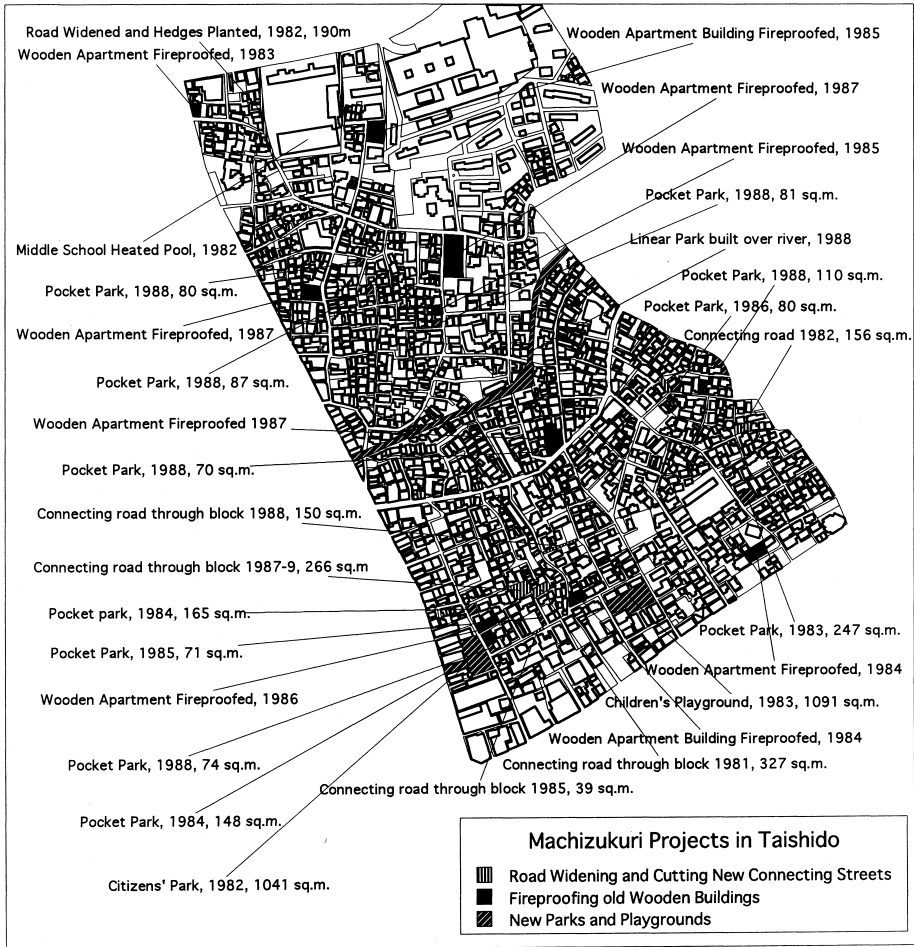 Road Widened and Hedges Planted, 1982, 190m
Wooden Apartment Fireproofed, 1983
Middle School Heated Pool, 1982
Pocket Park, 1988, 80 sq.m.
Wooden Apartment Fireproofed, 1987
Pocket Park, 1988, 87 sq.m.
Wooden Apartment Fireproofed 1987
Pocket Park, 1988, 70 sq.m.
Connecting road through block 1988, 150 sq.m.
Connecting road through block 1987-9, 266 sq.m
Pocket park, 1984, 165 sq.m.
Pocket Park, 1985, 71 sq.m.
Wooden Apartment Fireproofed, 1986
Pocket Park, 1988, 74 sq.m.
Pocket Park, 1984, 148 sq.m.
Citizens' Park, 1982, 1041 sq.m.
Wooden Apartment Building Fireproofed, 1985
Wooden Apartment Fireproofed, 1987
Wooden Apartment Fireproofed, 1985
Pocket Park, 1988, 81 sq.m.
Linear Park built over river, 1988
Pocket Park, 1988, 110 sq.m.
Pocket Park, 1986, 80 sq.m.
Connecting road 1982, 156 sq.m.
Pocket Park, 1983, 247 sq.m.
Wooden Apartment Fireproofed, 1984
Children's Playground, 1983, 1091 sq.m.
Wooden Apartment Building Fireproofed, 1984
Connecting road through block 1981, 327 sq.m.
Connecting road through block 1985, 39 sq.m.
Machizukuri Projects in Taishido
Road Widening and Cutting New Connecting Streets
Fireproofing old Wooden Buildings
New Parks and Playgrounds